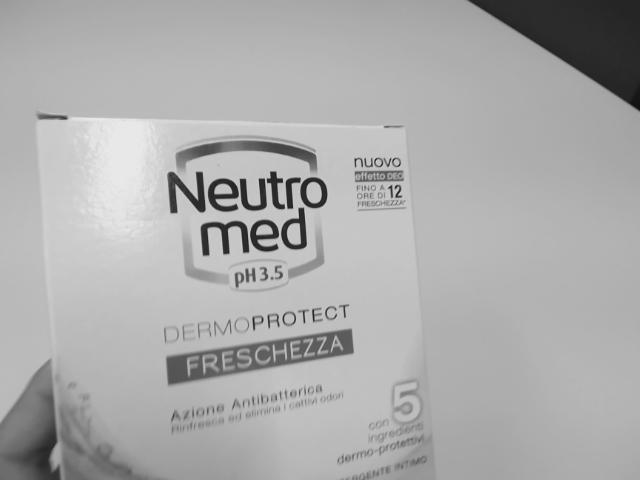 Neutro
med
pH 3.5
nuovo
effetto DEO
FINO A
ORE DI 12
FRESCHEZZA*
DERMOPROTECT
FRESCHEZZA
Azione Antibatterica
Rinfresca ed elimina i cattivi odori
con 5
ingredienti
dermo-protettivi
INTIMO